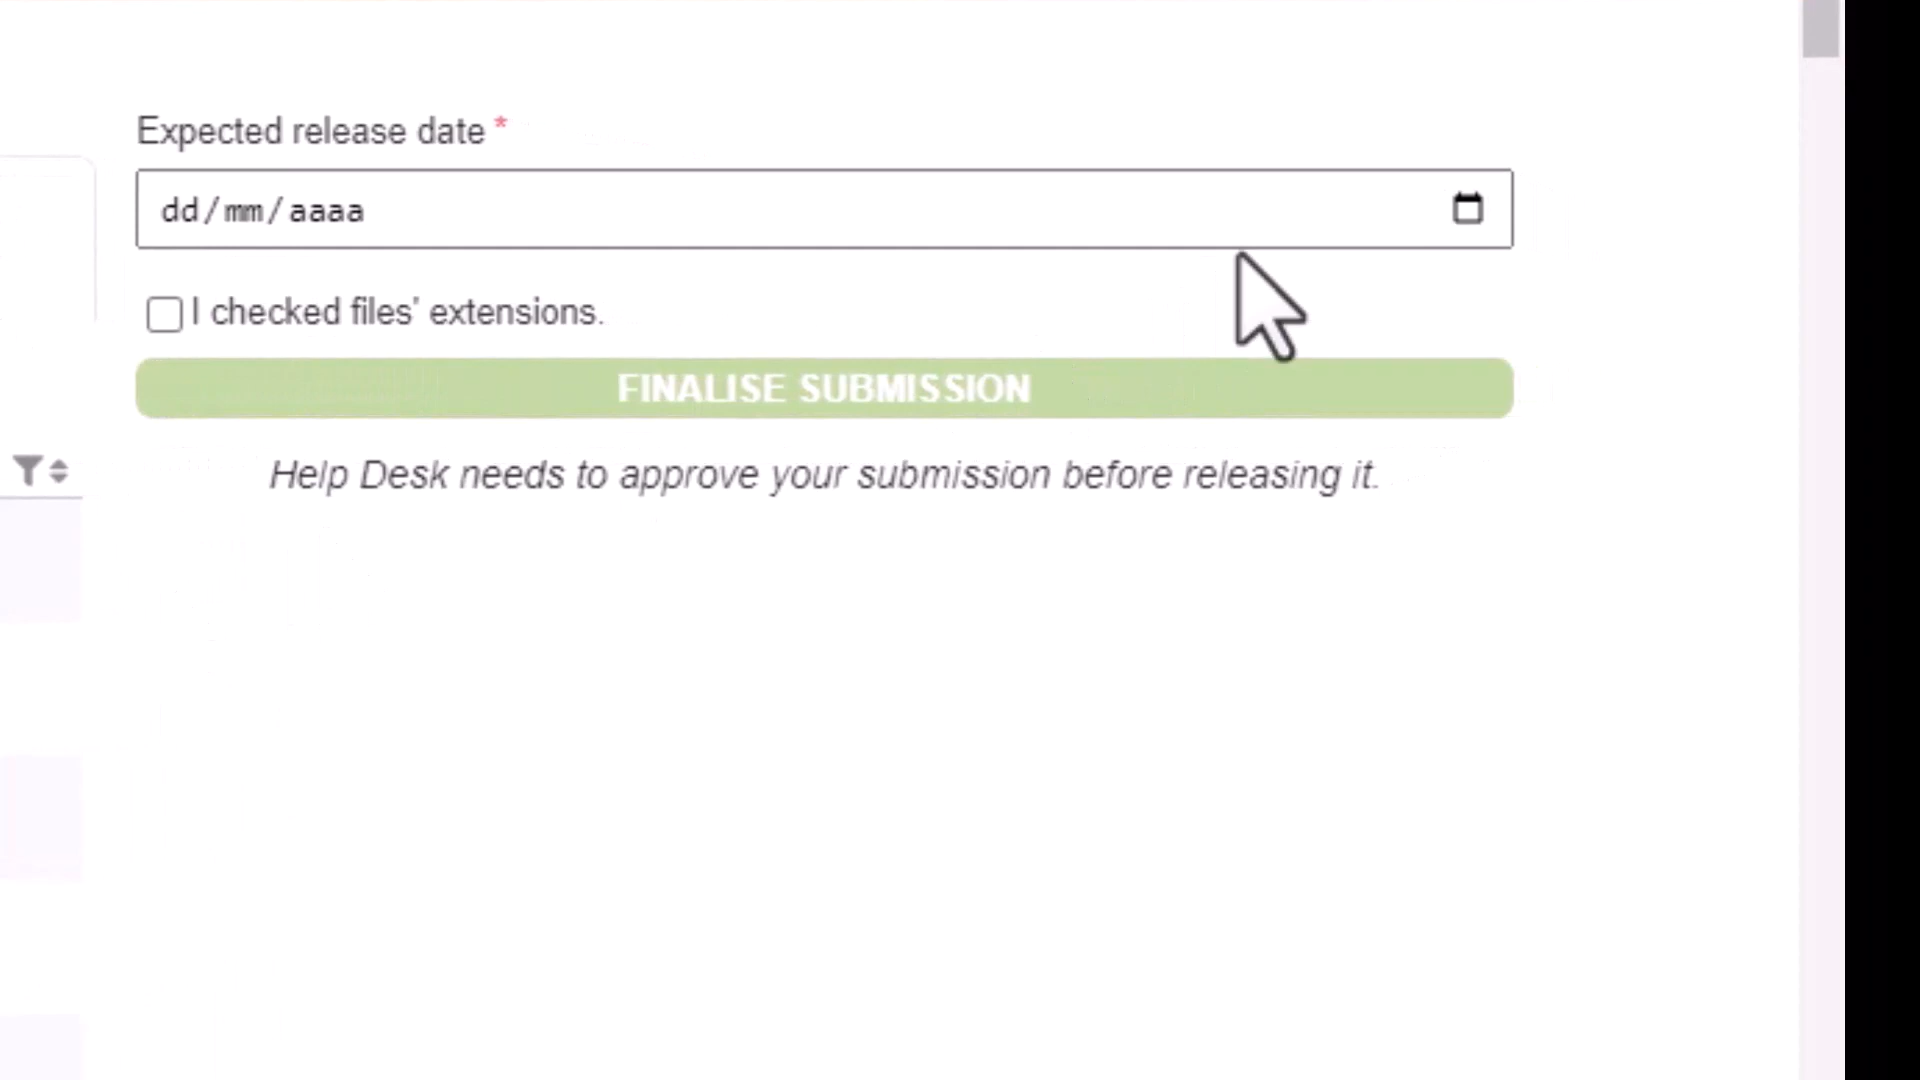 Expected release date *
dd/mm/aaaa
I checked files' extensions.
FINALISE SUBMISSION
Help Desk needs to approve your submission before releasing it.